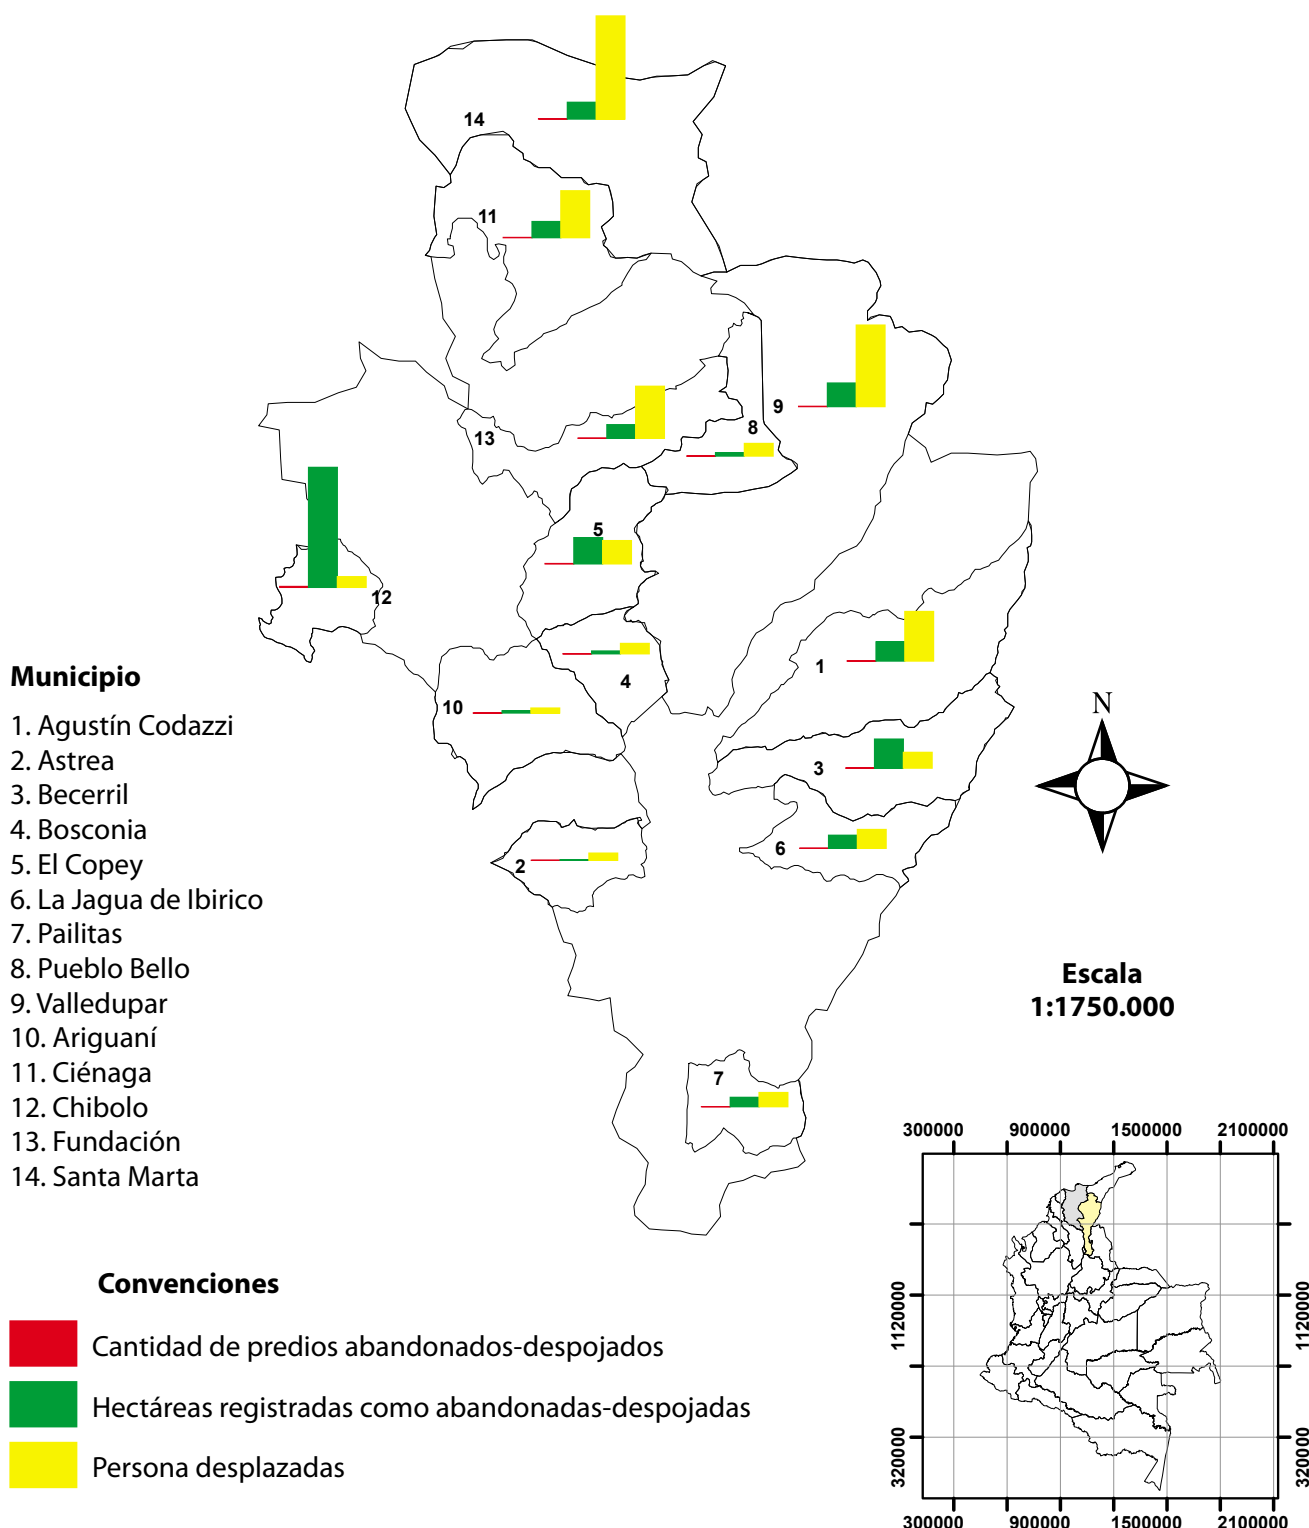 14
11
9
13
8
5
12
1
4
10
3
6
2
7
Municipio
1. Agustín Codazzi
2. Astrea
3. Becerril
4. Bosconia
5. El Copey
6. La Jagua de Ibirico
7. Pailitas
8. Pueblo Bello
9. Valledupar
10. Ariguaní
11. Ciénaga
12. Chibolo
13. Fundación
14. Santa Marta
N
Escala
1:1750.000
Convenciones
Cantidad de predios abandonados-despojados
Hectáreas registradas como abandonadas-despojadas
Persona desplazadas
300000 900000 1500000 2100000
1120000 1120000
320000 320000
300000 900000 1500000 2100000